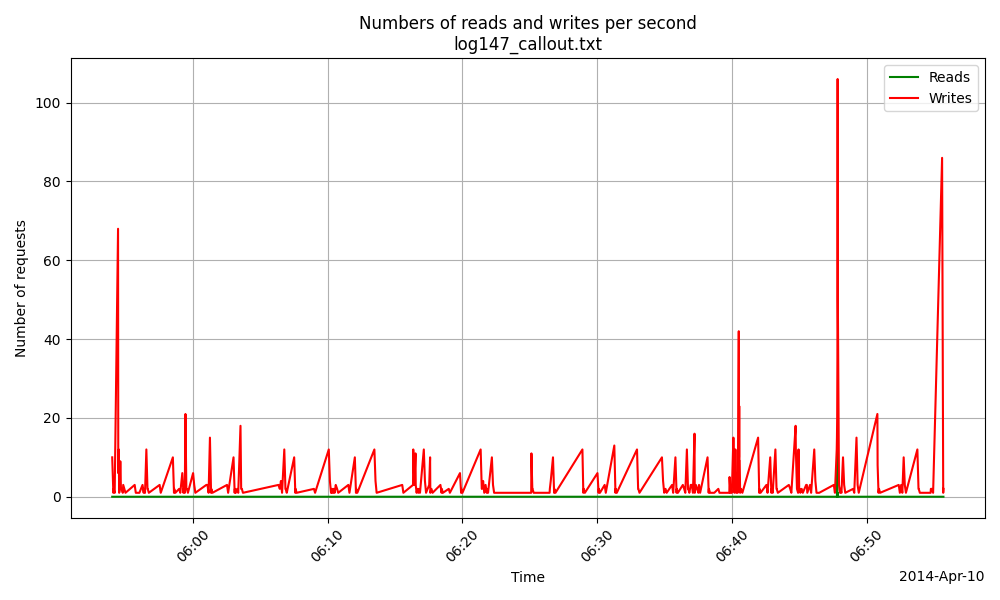 Numbers of reads and writes per second
log147_callout.txt
Reads
Writes
Number of requests
100
80
60
40
20
0
06:00
06:10
06:20
06:30
06:40
06:50
Time
2014-Apr-10